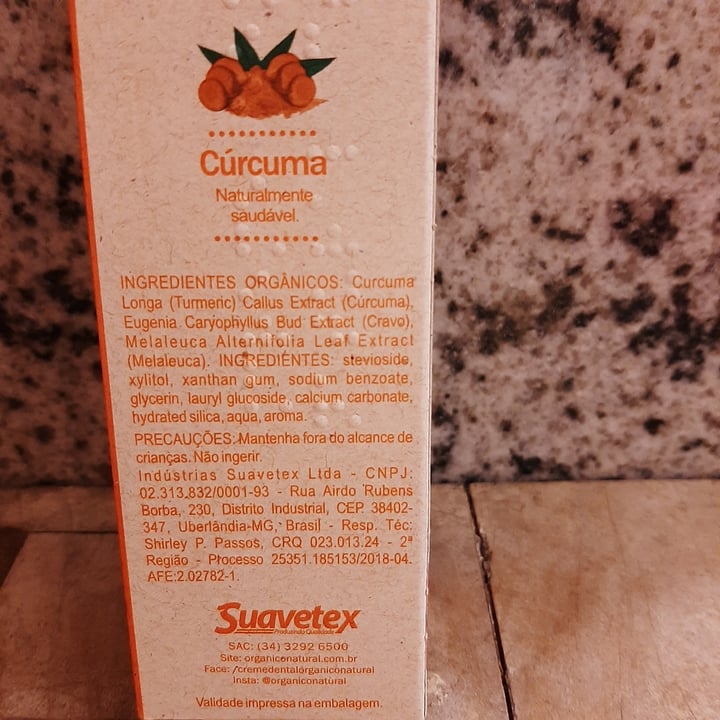 Cúrcuma
Naturalmente
saudável.
INGREDIENTES ORGÂNICOS: Curcuma
Longa (Turmeric) Callus Extract (Cúrcuma),
Eugenia Caryophyllus Bud Extract (Cravo),
Melaleuca Alternifolia Leaf Extract
(Melaleuca). INGREDIENTES: stevioside,
xylitol, xanthan gum, sodium benzoate,
glycerin, lauryl glucoside, calcium carbonate,
hydrated silica, aqua, aroma.
PRECAUÇÕES: Mantenha fora do alcance de
crianças. Não ingerir.
Indústrias Suavetex Ltda - CNPJ:
02.313.832/0001-93 - Rua Airdo Rubens
Borba, 230, Distrito Industrial, CEP 38402-
347, Uberlândia-MG, Brasil - Resp. Téc:
Shirley P. Passos, CRQ 023.013.24 - 2ª
Região - Processo 25351.185153/2018-04.
AFE:2.02782-1.
Suavetex
Produzindo Qualidade
SAC: (34) 3292 6500
Site: organiconatural.com.br
Face: /cremedentalorganiconatural
Insta: @organiconatural
Validade impressa na embalagem.